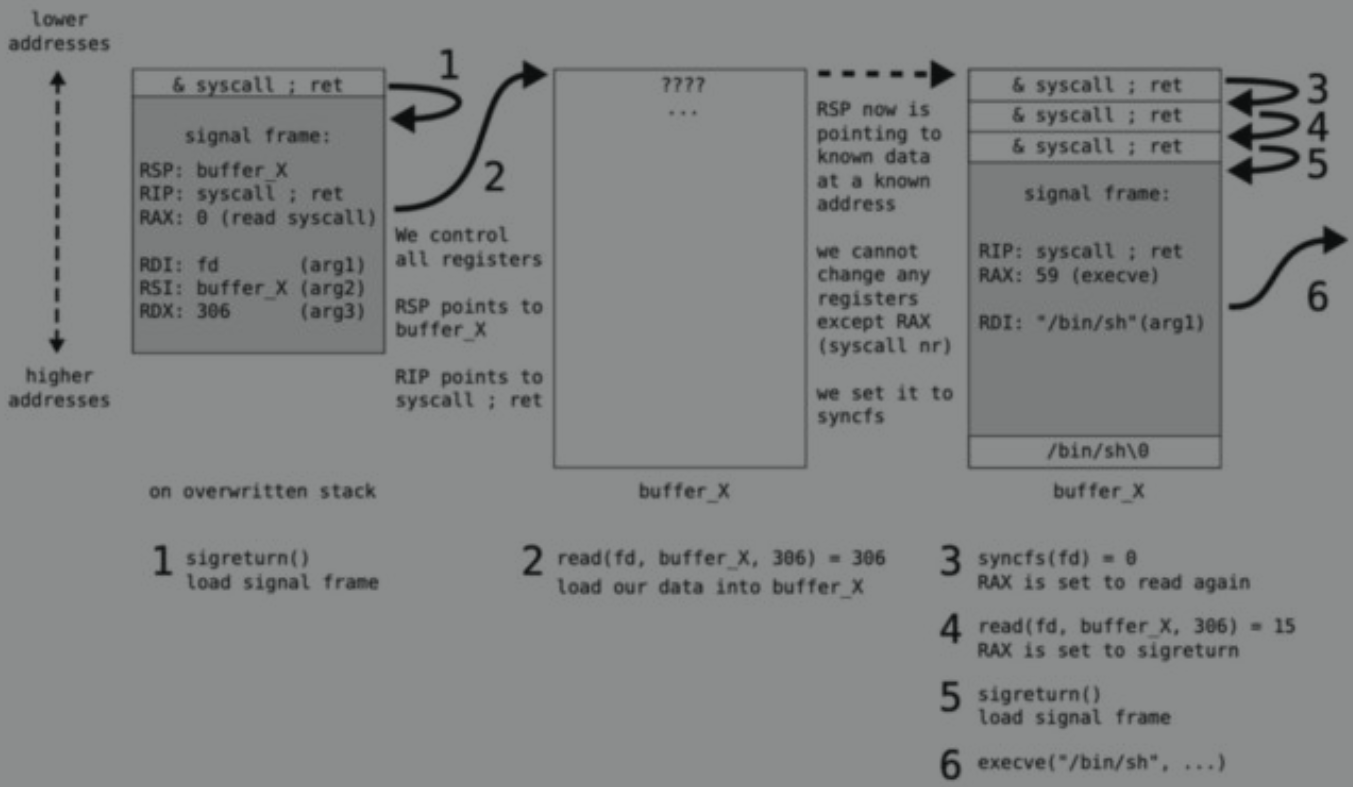 lower
addresses
higher
addresses
& syscall ; ret
signal frame:
RSP: buffer_X
RIP: syscall ; ret
RAX: 0 (read syscall)
RDI: fd (arg1)
RSI: buffer_X (arg2)
RDX: 306 (arg3)
on overwritten stack
1
2
We control
all registers
RSP points to
buffer_X
RIP points to
syscall ; ret
????
...
buffer_X
RSP now is
pointing to
known data
at a known
address
we cannot
change any
registers
except RAX
(syscall nr)
we set it to
syncfs
& syscall ; ret
& syscall ; ret
& syscall ; ret
signal frame:
RIP: syscall ; ret
RAX: 59 (execve)
RDI: "/bin/sh"(arg1)
/bin/sh\0
buffer_X
3
4
5
6
1 sigreturn()
load signal frame
2 read(fd, buffer_X, 306) = 306
load our data into buffer_X
3 syncfs(fd) = 0
RAX is set to read again
4 read(fd, buffer_X, 306) = 15
RAX is set to sigreturn
5 sigreturn()
load signal frame
6 execve("/bin/sh", ...)